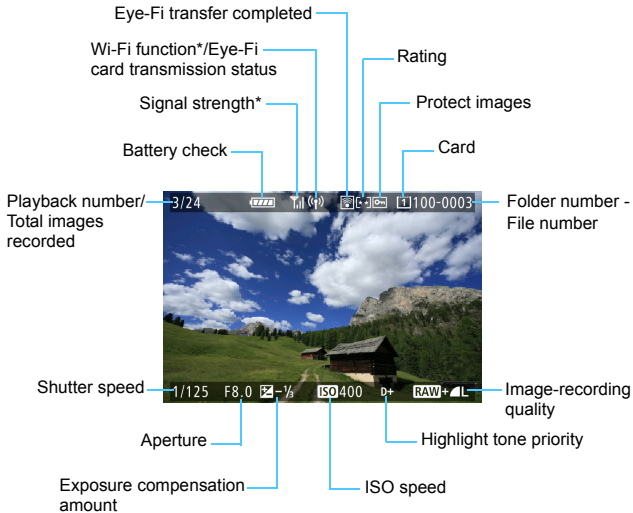 Eye-Fi transfer completed
Wi-Fi function*/Eye-Fi
card transmission status
Rating
Signal strength*
Protect images
Battery check
Card
Playback number/
Total images
recorded
3/24
1 100-0003
Folder number -
File number
Shutter speed
1/125 F8.0 -⅓ ISO 400 D+ RAW+L
Image-recording
quality
Aperture
Highlight tone priority
Exposure compensation
amount
ISO speed